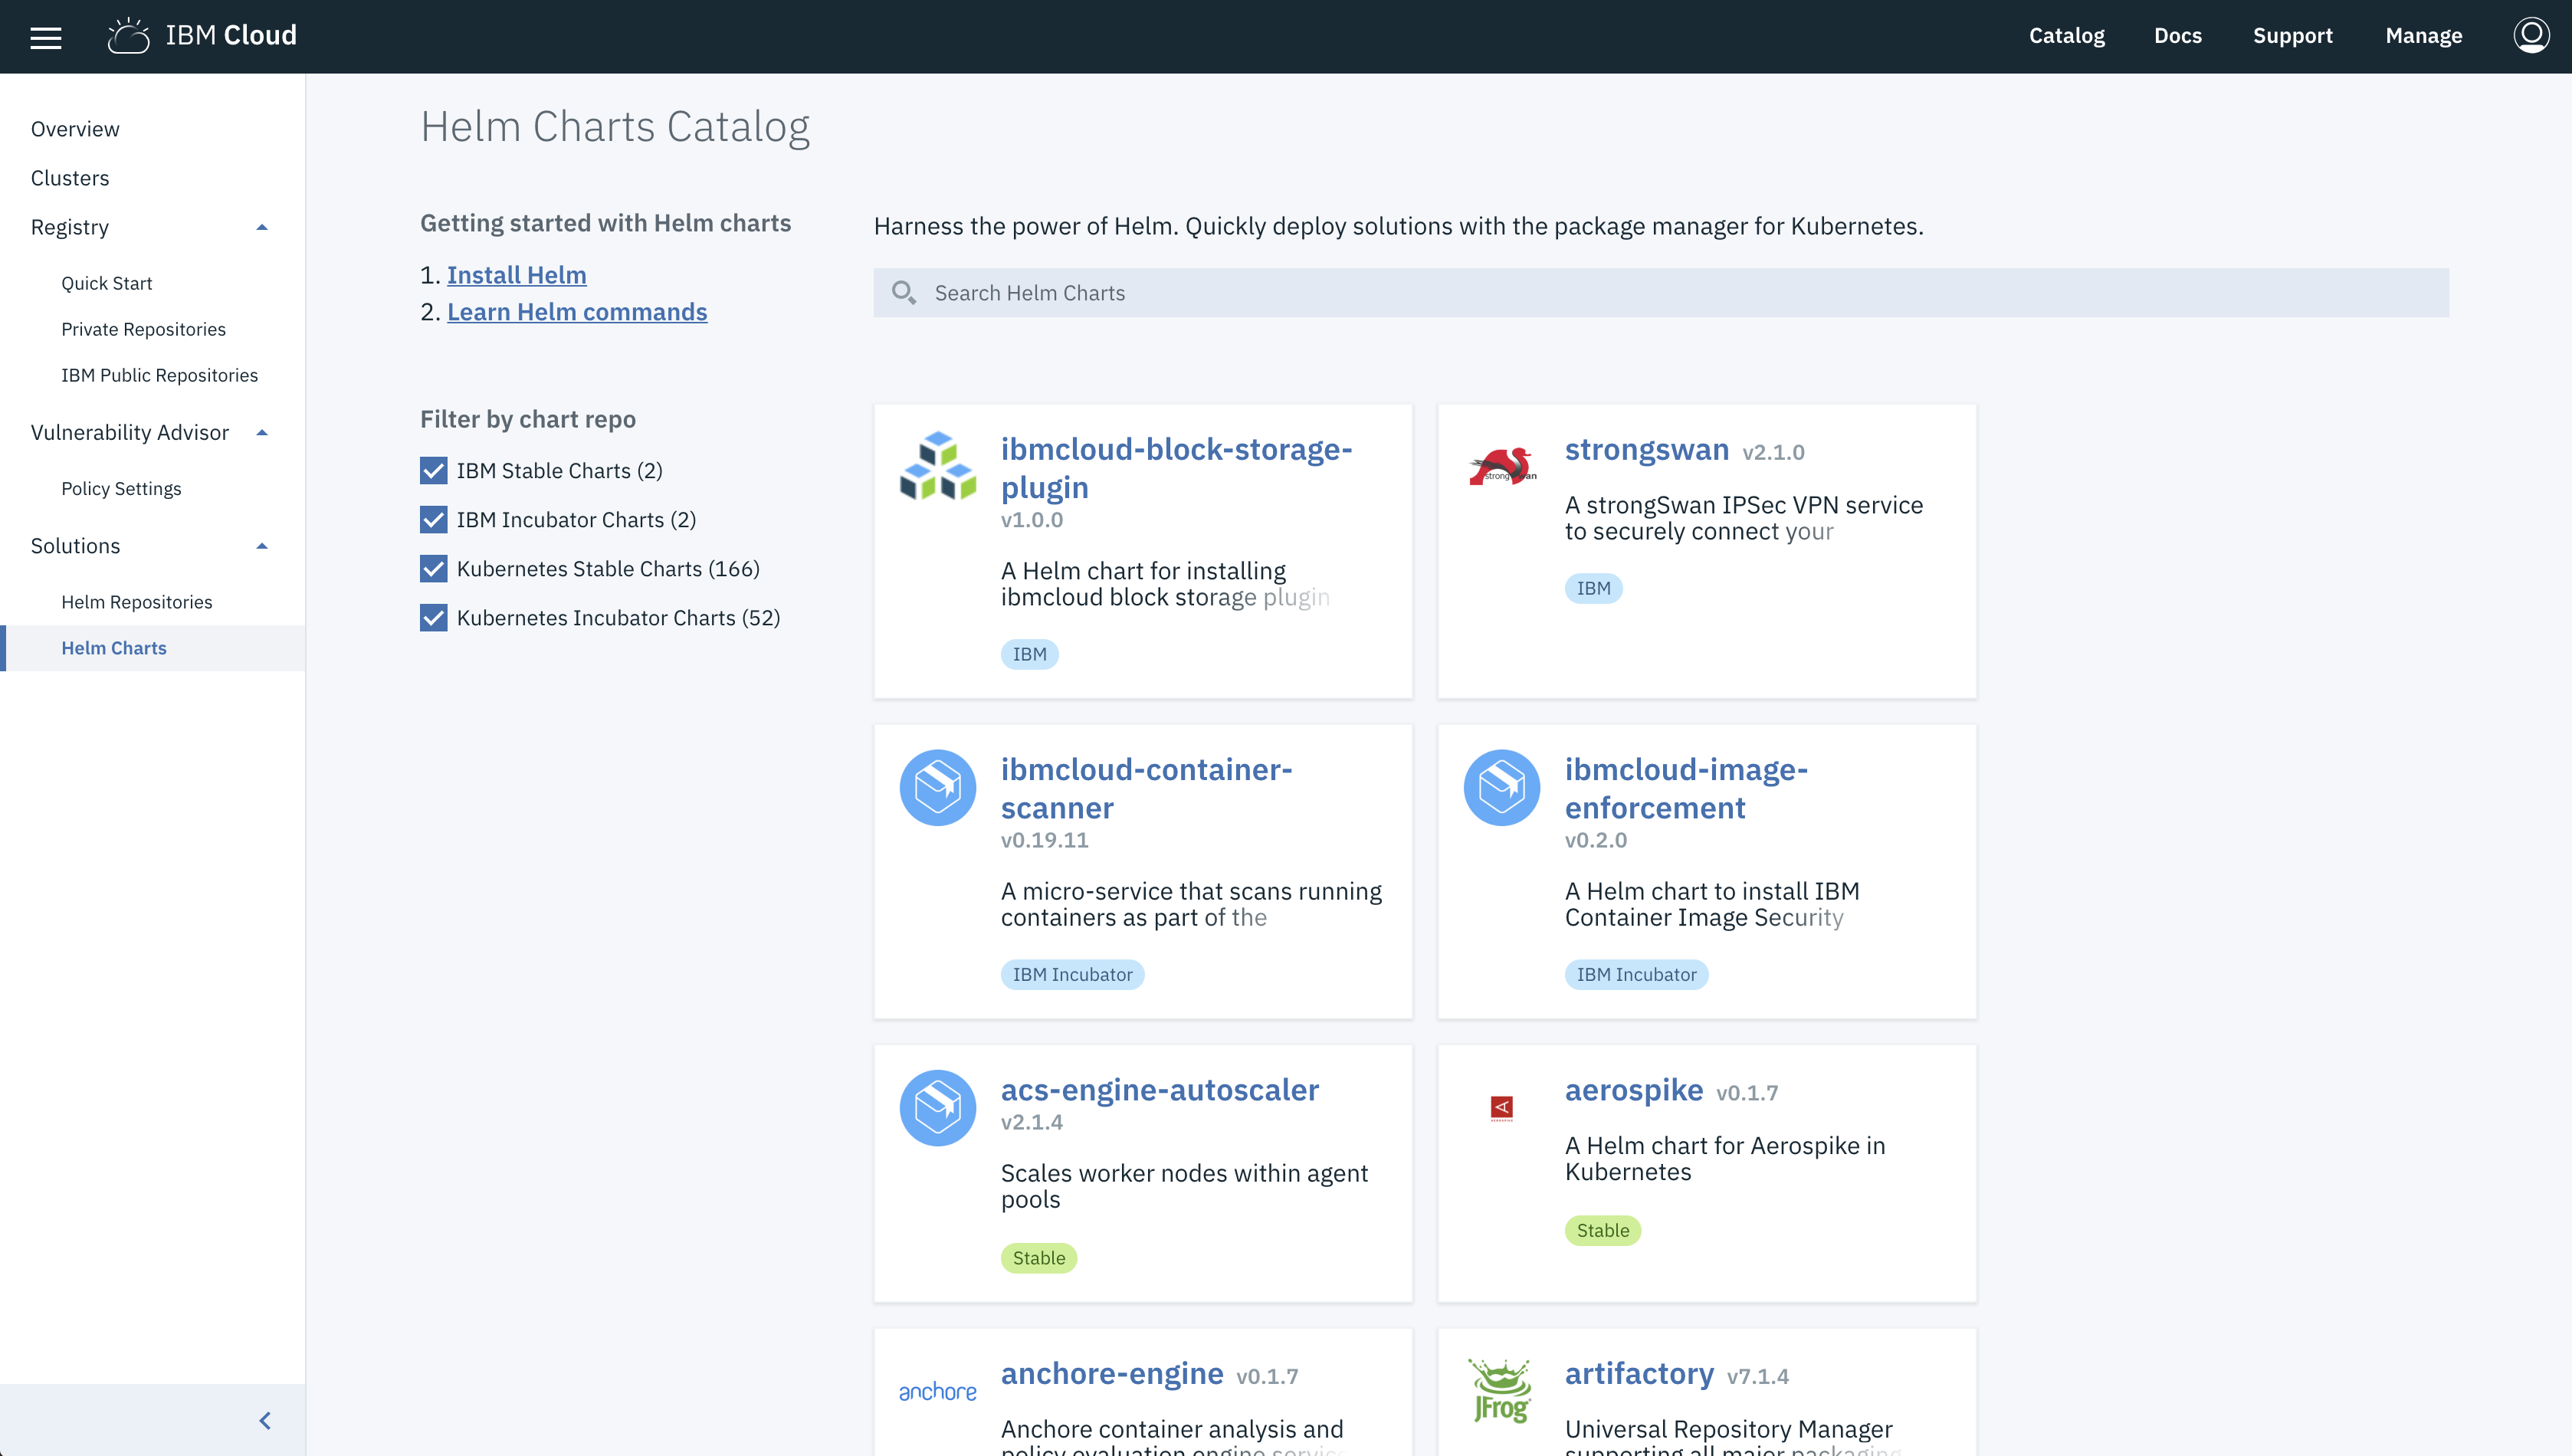 IBM Cloud
Catalog
Docs
Support
Manage
Overview
Clusters
Registry
Quick Start
Private Repositories
IBM Public Repositories
Vulnerability Advisor
Policy Settings
Solutions
Helm Repositories
Helm Charts
Helm Charts Catalog
Getting started with Helm charts
1. Install Helm
2. Learn Helm commands
Filter by chart repo
IBM Stable Charts (2)
IBM Incubator Charts (2)
Kubernetes Stable Charts (166)
Kubernetes Incubator Charts (52)
Harness the power of Helm. Quickly deploy solutions with the package manager for Kubernetes.
Search Helm Charts
ibmcloud-block-storage-
plugin
v1.0.0
A Helm chart for installing
ibmcloud block storage plugin
IBM
strongswan
strongswan v2.1.0
A strongSwan IPSec VPN service
to securely connect your
IBM
ibmcloud-container-
scanner
v0.19.11
A micro-service that scans running
containers as part of the
IBM Incubator
ibmcloud-image-
enforcement
v0.2.0
A Helm chart to install IBM
Container Image Security
IBM Incubator
acs-engine-autoscaler
v2.1.4
Scales worker nodes within agent
pools
Stable
aerospike v0.1.7
A Helm chart for Aerospike in
Kubernetes
Stable
anchore
anchore-engine v0.1.7
Anchore container analysis and
policy evaluation engine service
JFrog
artifactory v7.1.4
Universal Repository Manager
supporting all major packaging